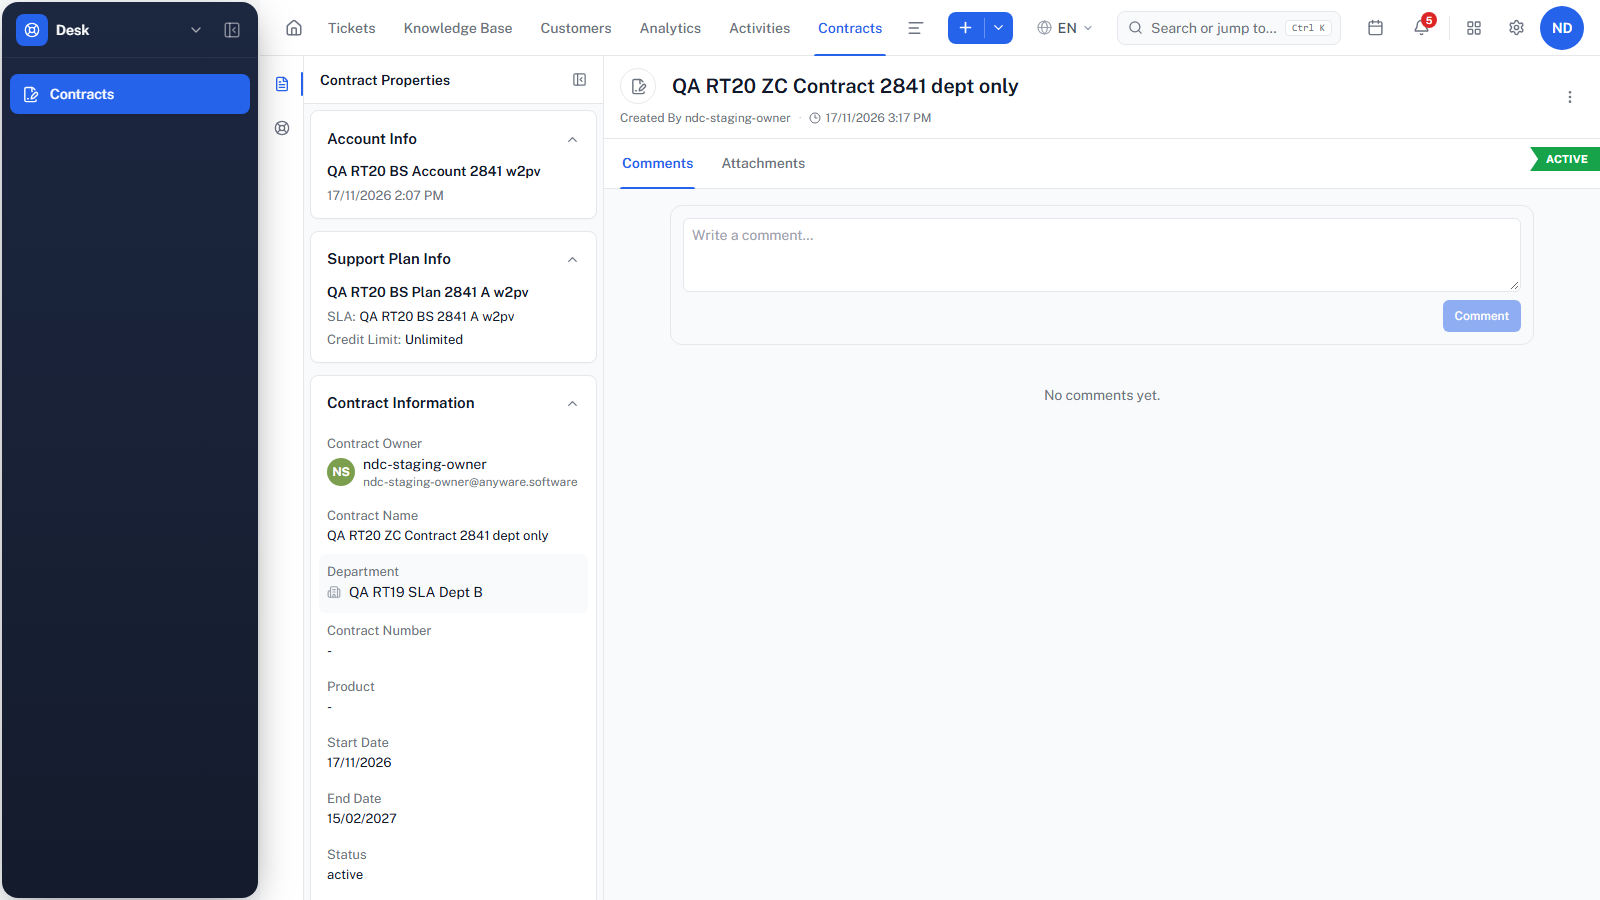 Desk
Contracts
Tickets
Knowledge Base
Customers
Analytics
Activities
Contracts
EN
Search or jump to...
Ctrl K
5
ND
Contract Properties
Account Info
QA RT20 BS Account 2841 w2pv
17/11/2026 2:07 PM
Support Plan Info
QA RT20 BS Plan 2841 A w2pv
SLA: QA RT20 BS 2841 A w2pv
Credit Limit: Unlimited
Contract Information
Contract Owner
NS
ndc-staging-owner
ndc-staging-owner@anyware.software
Contract Name
QA RT20 ZC Contract 2841 dept only
Department
QA RT19 SLA Dept B
Contract Number
-
Product
-
Start Date
17/11/2026
End Date
15/02/2027
Status
active
QA RT20 ZC Contract 2841 dept only
Created By ndc-staging-owner · 17/11/2026 3:17 PM
Comments
Attachments
ACTIVE
Write a comment...
Comment
No comments yet.